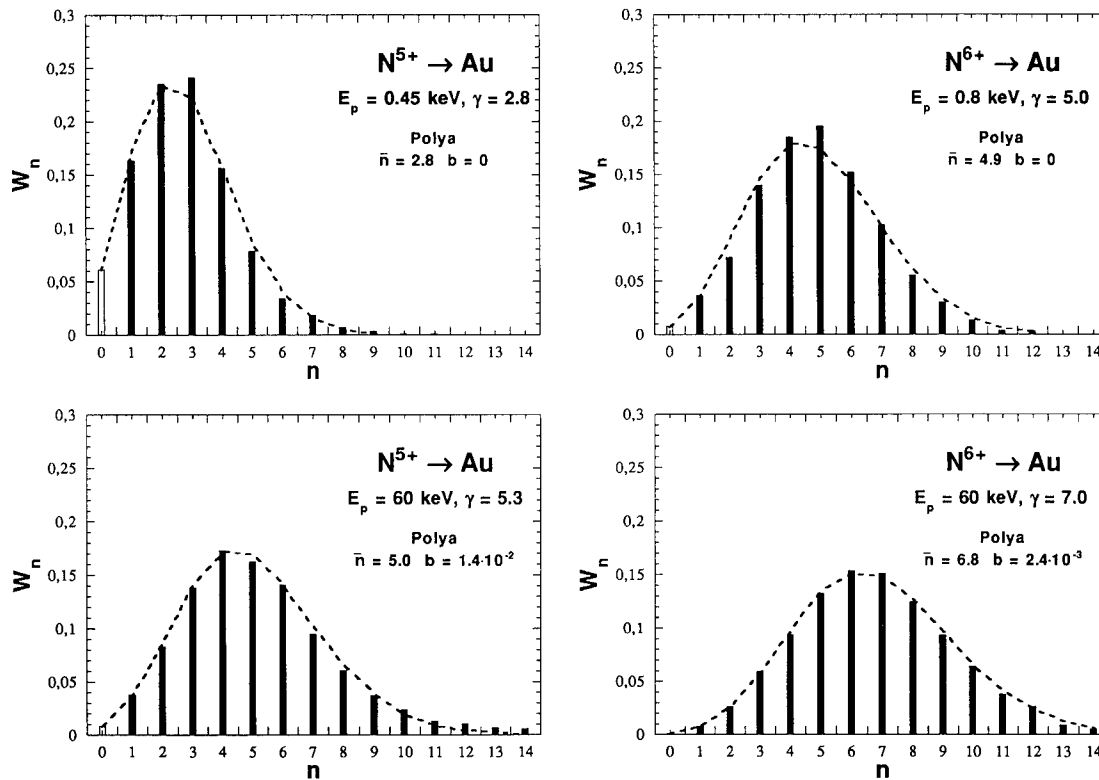 0,3
0,25
0,2
0,15
0,1
0,05
0
W_n
N⁵⁺ → Au
E_p = 0.45 keV, γ = 2.8
Polya
n̄ = 2.8 b = 0
0 1 2 3 4 5 6 7 8 9 10 11 12 13 14
n
0,3
0,25
0,2
0,15
0,1
0,05
0
W_n
N⁶⁺ → Au
E_p = 0.8 keV, γ = 5.0
Polya
n̄ = 4.9 b = 0
0 1 2 3 4 5 6 7 8 9 10 11 12 13 14
n
0,3
0,25
0,2
0,15
0,1
0,05
0
W_n
N⁵⁺ → Au
E_p = 60 keV, γ = 5.3
Polya
n̄ = 5.0 b = 1.4·10⁻²
0 1 2 3 4 5 6 7 8 9 10 11 12 13 14
n
0,3
0,25
0,2
0,15
0,1
0,05
0
W_n
N⁶⁺ → Au
E_p = 60 keV, γ = 7.0
Polya
n̄ = 6.8 b = 2.4·10⁻³
0 1 2 3 4 5 6 7 8 9 10 11 12 13 14
n